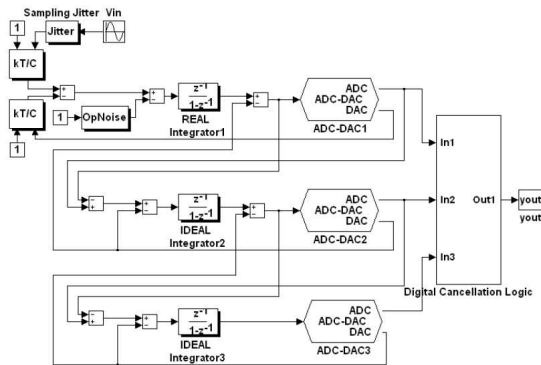 Sampling Jitter Vin
1
Jitter
kT/C
kT/C
1
OpNoise
1
z-1
1-z-1
REAL
Integrator1
ADC
ADC-DAC
DAC
ADC-DAC1
z-1
1-z-1
IDEAL
Integrator2
ADC
ADC-DAC
DAC
ADC-DAC2
z-1
1-z-1
IDEAL
Integrator3
ADC
ADC-DAC
DAC
ADC-DAC3
In1
In2
In3
Out1
Digital Cancellation Logic
yout
yout